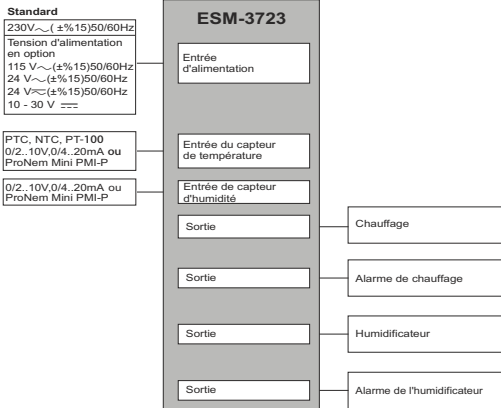 Standard
230V～( ±%15)50/60Hz
Tension d'alimentation
en option
115 V～(±%15)50/60Hz
24 V～(±%15)50/60Hz
24 V⎓～(±%15)50/60Hz
10 - 30 V ⎓
PTC, NTC, PT-100
0/2..10V,0/4..20mA ou
ProNem Mini PMI-P
0/2..10V,0/4..20mA ou
ProNem Mini PMI-P
ESM-3723
Entrée
d'alimentation
Entrée du capteur
de température
Entrée de capteur
d'humidité
Sortie
Sortie
Sortie
Sortie
Chauffage
Alarme de chauffage
Humidificateur
Alarme de l'humidificateur